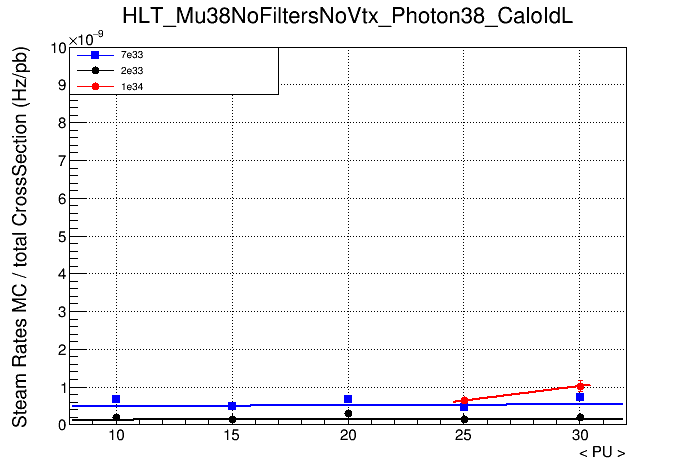 HLT_Mu38NoFiltersNoVtx_Photon38_CaloIdL
×10⁻⁹
10
9
8
7
6
5
4
3
2
1
0
7e33
2e33
1e34
Steam Rates MC / total CrossSection (Hz/pb)
10 15 20 25 30
< PU >